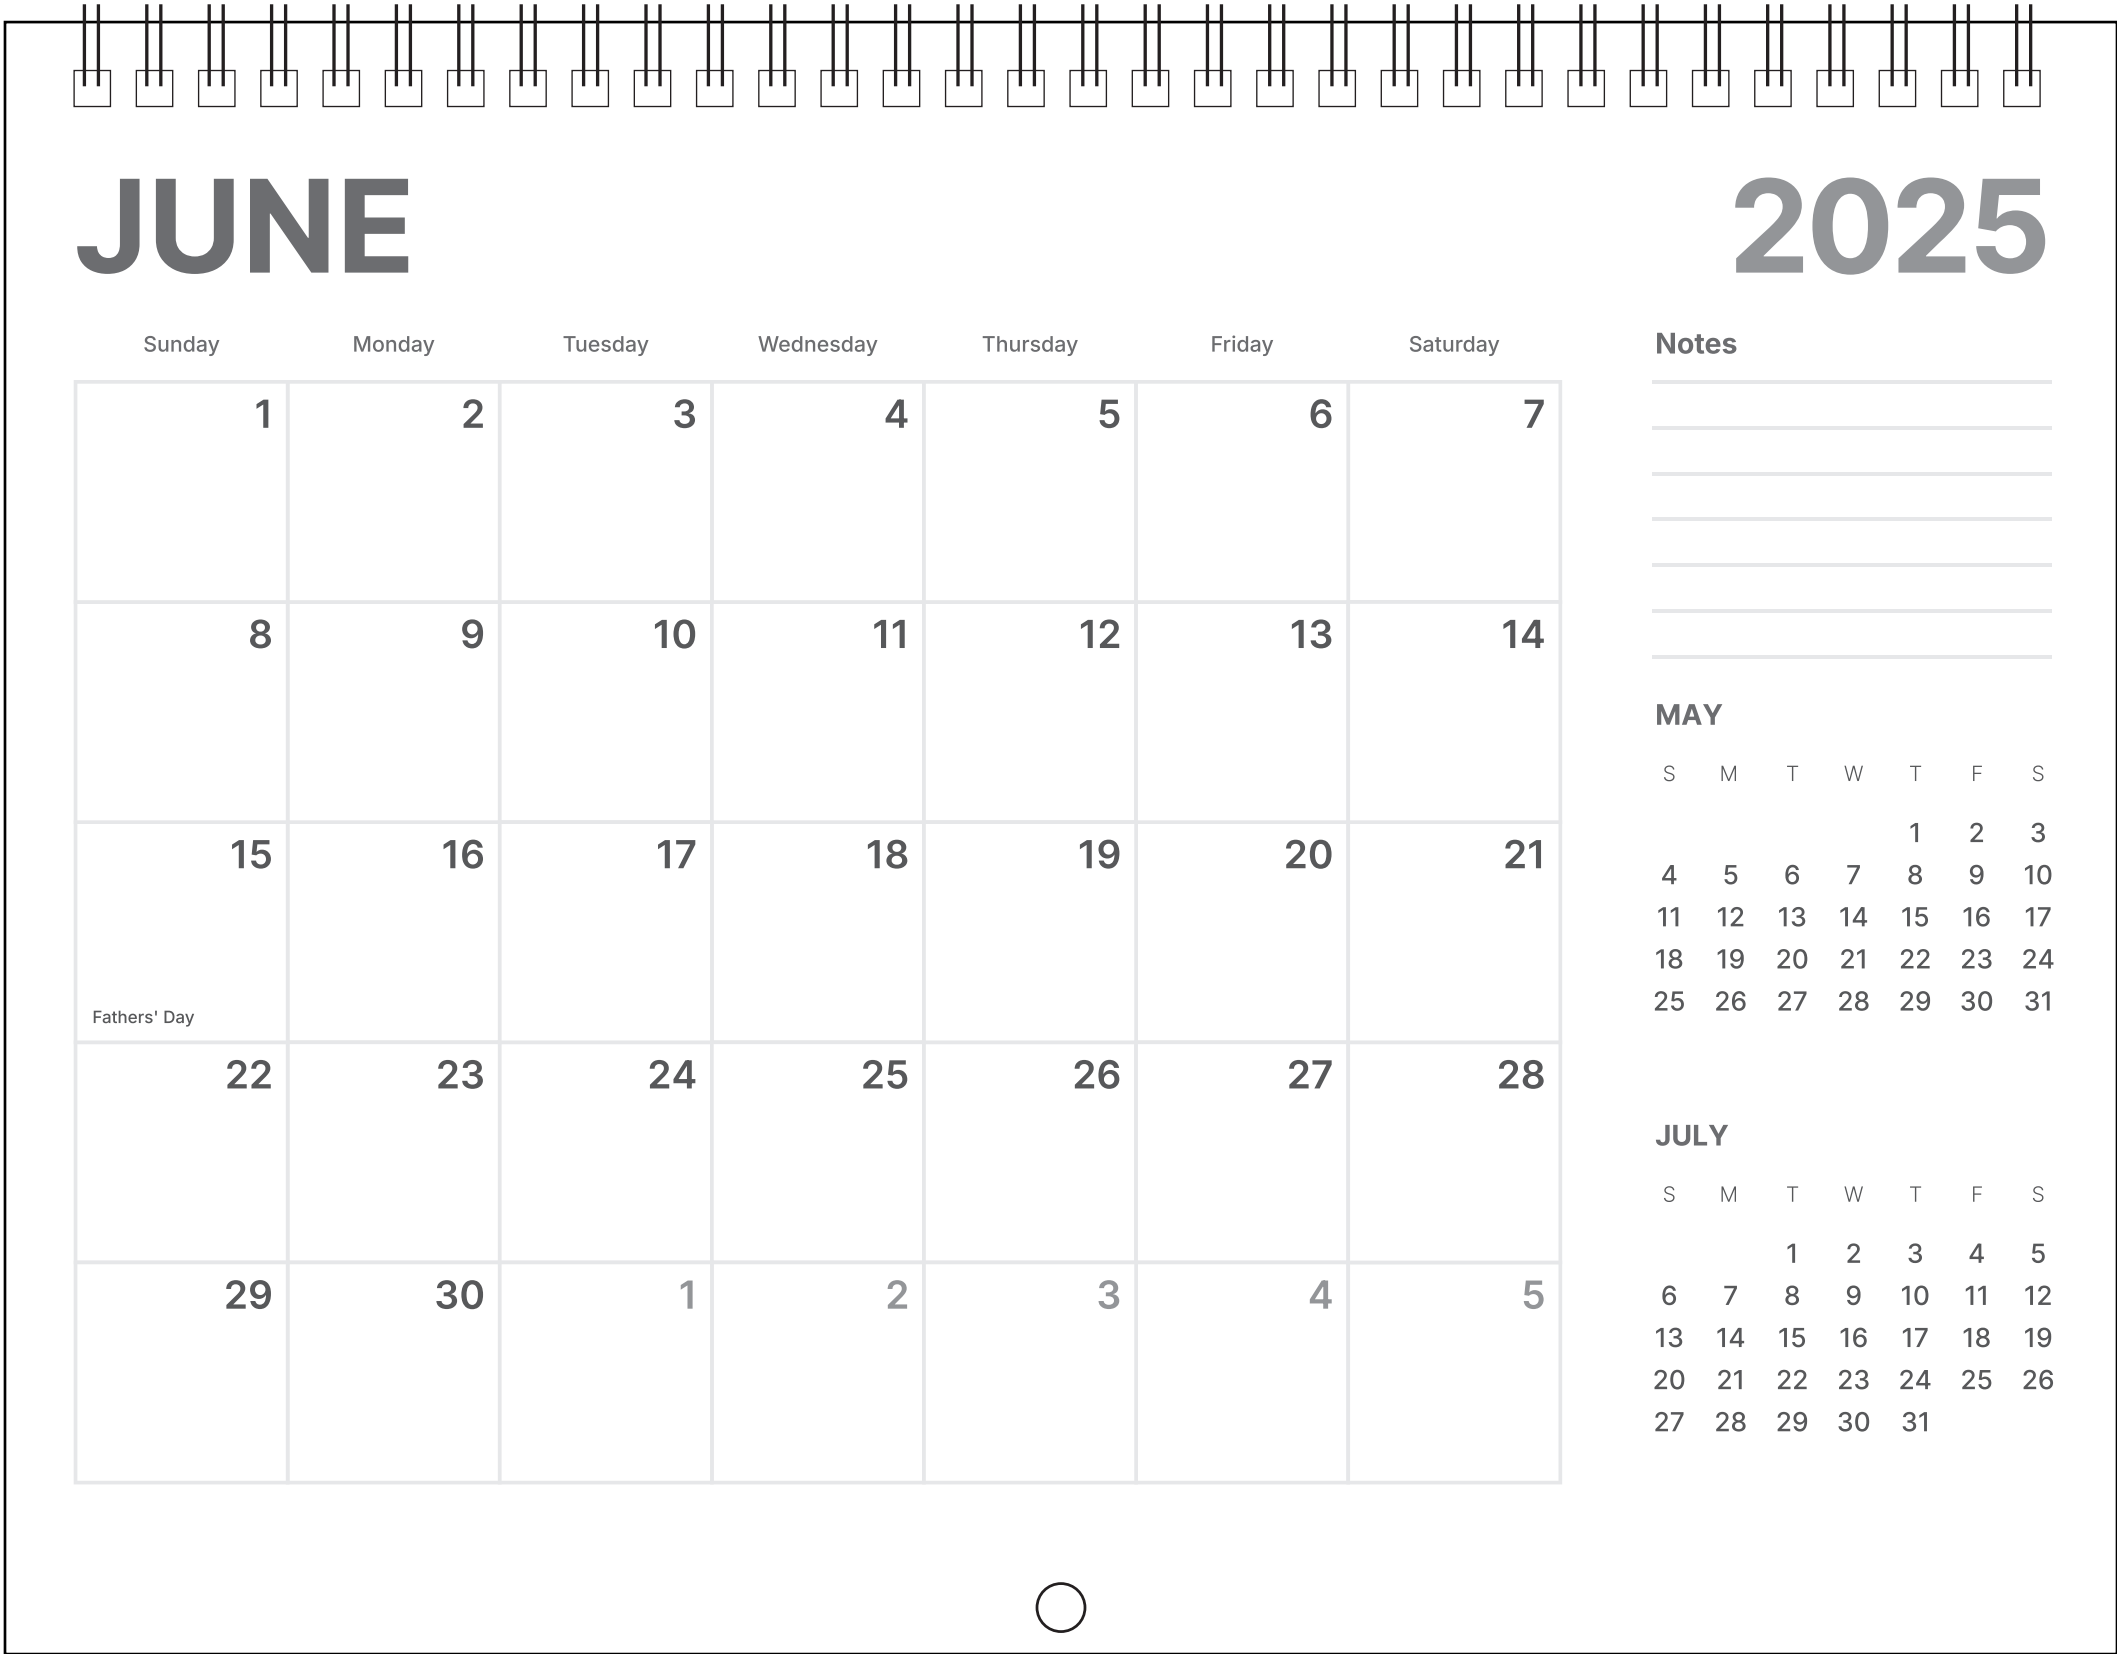 JUNE 2025
Sunday Monday Tuesday Wednesday Thursday Friday Saturday
1 2 3 4 5 6 7
8 9 10 11 12 13 14
15 16 17 18 19 20 21
Fathers' Day
22 23 24 25 26 27 28
29 30 1 2 3 4 5
Notes
MAY
S M T W T F S
1 2 3
4 5 6 7 8 9 10
11 12 13 14 15 16 17
18 19 20 21 22 23 24
25 26 27 28 29 30 31
JULY
S M T W T F S
1 2 3 4 5
6 7 8 9 10 11 12
13 14 15 16 17 18 19
20 21 22 23 24 25 26
27 28 29 30 31